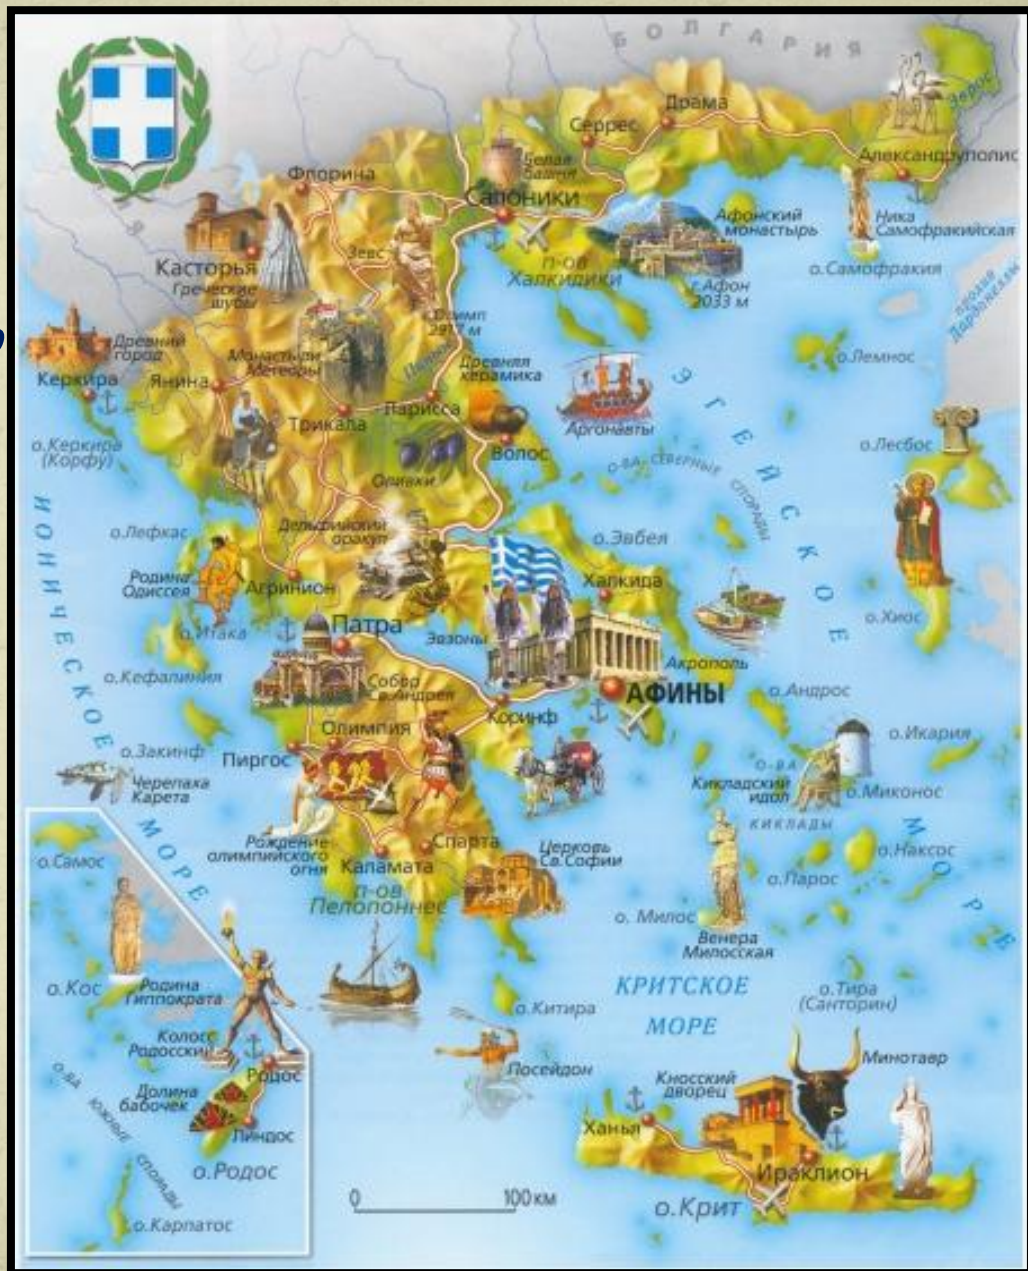 БОЛГАРИЯ
Эврос
Драма
Серрес
Белая
башня
Александруполис
Флорина
Салоники
Афонский
монастырь
Ника
Самофракийская
Зевс
п-ов
Халкидики
о.Самофракия
Касторья
Греческие
шубы
г.Афон
2033 м
пролив
Дарданеллы
г.Олимп
2917 м
Древний
город
Монастыри
Метеоры
Древняя
керамика
о.Лемнос
Керкира
Янина
Трикала
Ларисса
Аргонавты
ЭГЕЙСКОЕ
МОРЕ
о.Керкира
(Корфу)
Волос
о.Лесбос
О-ВА СЕВЕРНЫЕ
СПОРАДЫ
Оливки
ИОНИЧЕСКОЕ
МОРЕ
о.Лефкас
Дельфийский
оракул
о.Эвбея
Родина
Одиссея
Агринион
Халкида
о.Итака
Патра
Эвзоны
о.Хиос
Акрополь
о.Кефалиния
Собор
Св.Андрея
АФИНЫ
о.Андрос
Коринф
Олимпия
о.Закинф
Пиргос
о.Икария
Черепаха
Карета
О-ВА
КИКЛАДЫ
Кикладский
идол
о.Миконос
Рождение
олимпийского
огня
Спарта
Каламата
Церковь
Св.Софии
о.Наксос
о.Самос
п-ов
Пелопоннес
о.Парос
о. Милос
Венера
Милосская
о.Кос
Родина
Гиппократа
КРИТСКОЕ
МОРЕ
о.Тира
(Санторин)
о.Китира
Колосс
Родосский
Посейдон
Минотавр
Родос
Кносский
дворец
Долина
бабочек
Линдос
Ханья
О-ВА ЮЖНЫЕ СПОРАДЫ
о.Родос
Ираклион
0 100 км
о.Крит
о.Карпатос